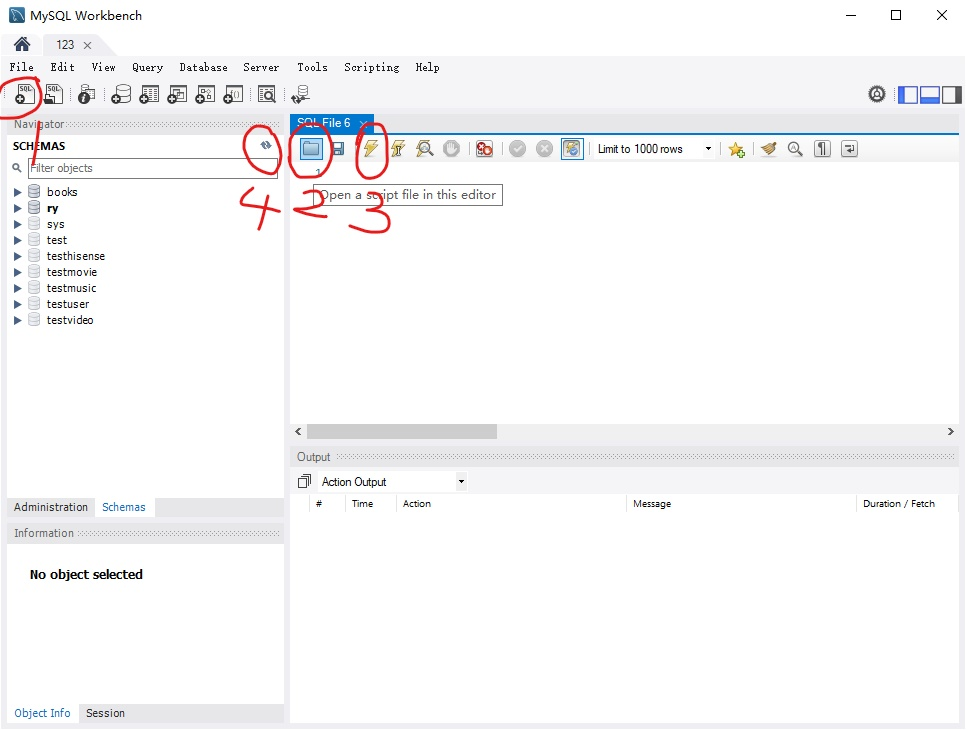 MySQL Workbench
123
File Edit View Query Database Server Tools Scripting Help
SQL SQL
Navigator
SQL File 6
SCHEMAS
Limit to 1000 rows
Filter objects
1
Open a script file in this editor
1
4 2 3
books
ry
sys
test
testhisense
testmovie
testmusic
testuser
testvideo
Output
Action Output
# Time Action Message Duration / Fetch
Administration Schemas
Information
No object selected
Object Info Session